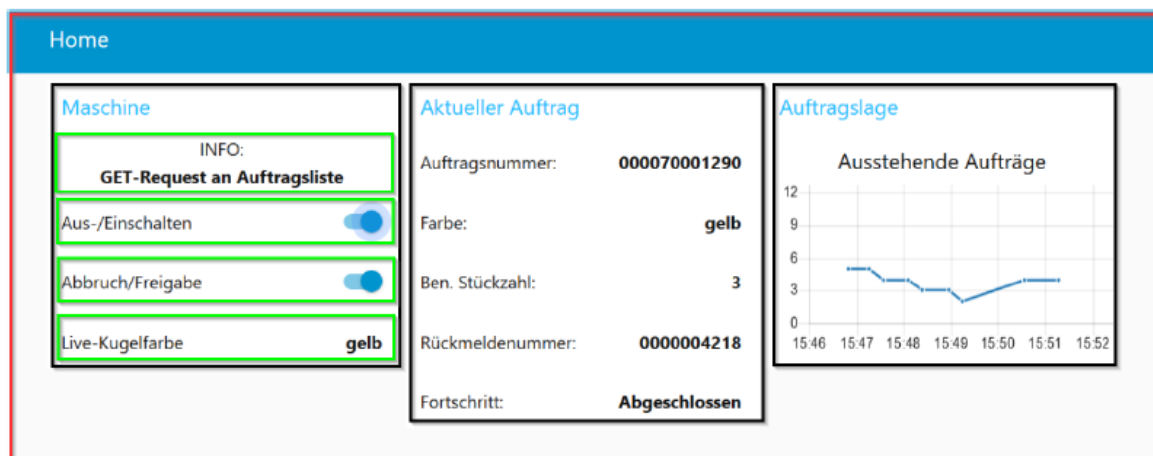 Home
Maschine
INFO:
GET-Request an Auftragsliste
Aus-/Einschalten
Abbruch/Freigabe
Live-Kugelfarbe gelb
Aktueller Auftrag
Auftragsnummer: 000070001290
Farbe: gelb
Ben. Stückzahl: 3
Rückmeldenummer: 0000004218
Fortschritt: Abgeschlossen
Auftragslage
Ausstehende Aufträge
12
9
6
3
0
15:46 15:47 15:48 15:49 15:50 15:51 15:52